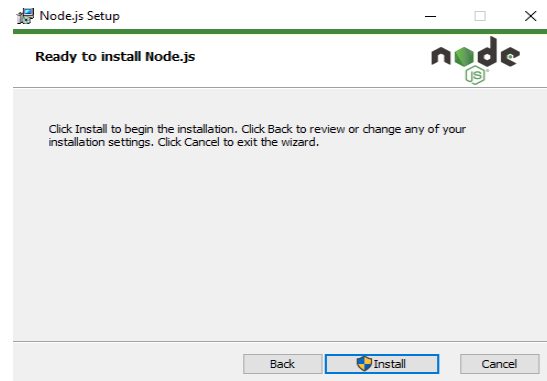 Node.js Setup
Ready to install Node.js
node
JS
Click Install to begin the installation. Click Back to review or change any of your
installation settings. Click Cancel to exit the wizard.
Back
Install
Cancel